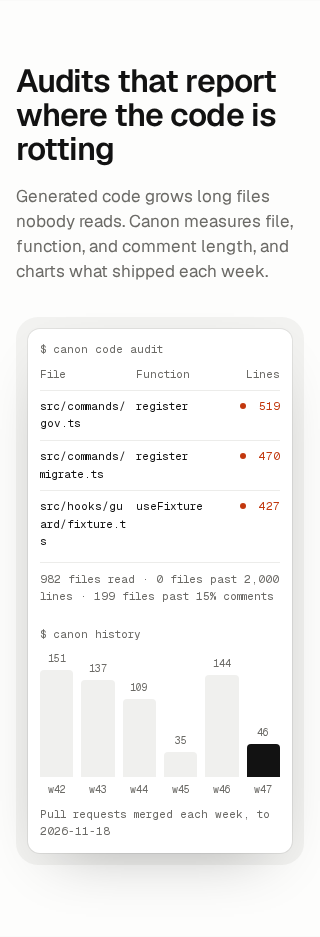 Audits that report
where the code is
rotting
Generated code grows long files
nobody reads. Canon measures file,
function, and comment length, and
charts what shipped each week.
$ canon code audit
File Function Lines
src/commands/ register 519
gov.ts
src/commands/ register 470
migrate.ts
src/hooks/gu useFixture 427
ard/fixture.t
s
982 files read · 0 files past 2,000
lines · 199 files past 15% comments
$ canon history
151 137 109 35 144 46
w42 w43 w44 w45 w46 w47
Pull requests merged each week, to
2026-11-18